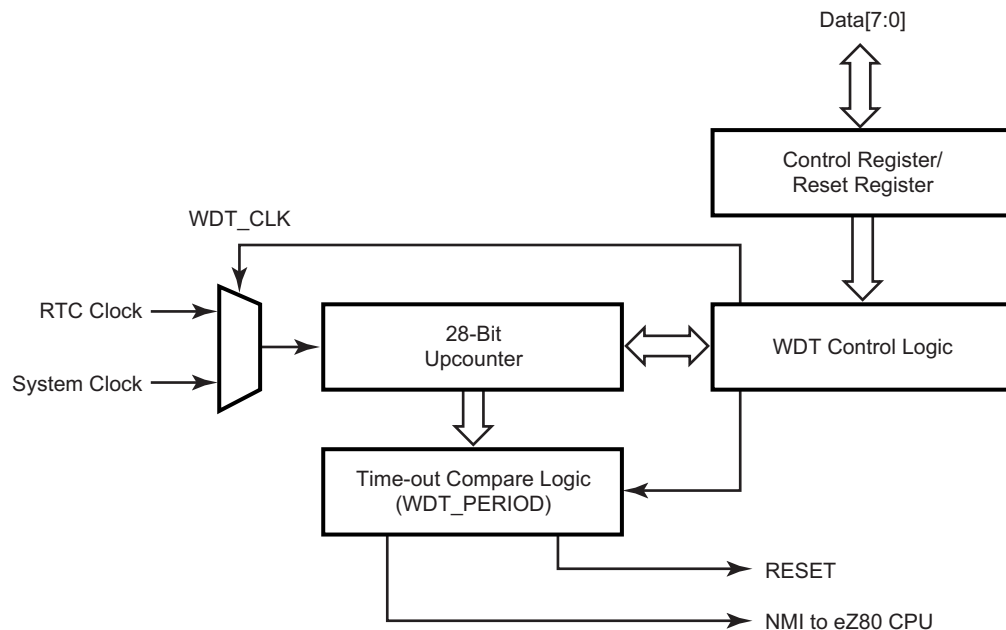 Data[7:0]
Control Register/
Reset Register
WDT_CLK
RTC Clock
28-Bit
Upcounter
WDT Control Logic
System Clock
Time-out Compare Logic
(WDT_PERIOD)
RESET
NMI to eZ80 CPU